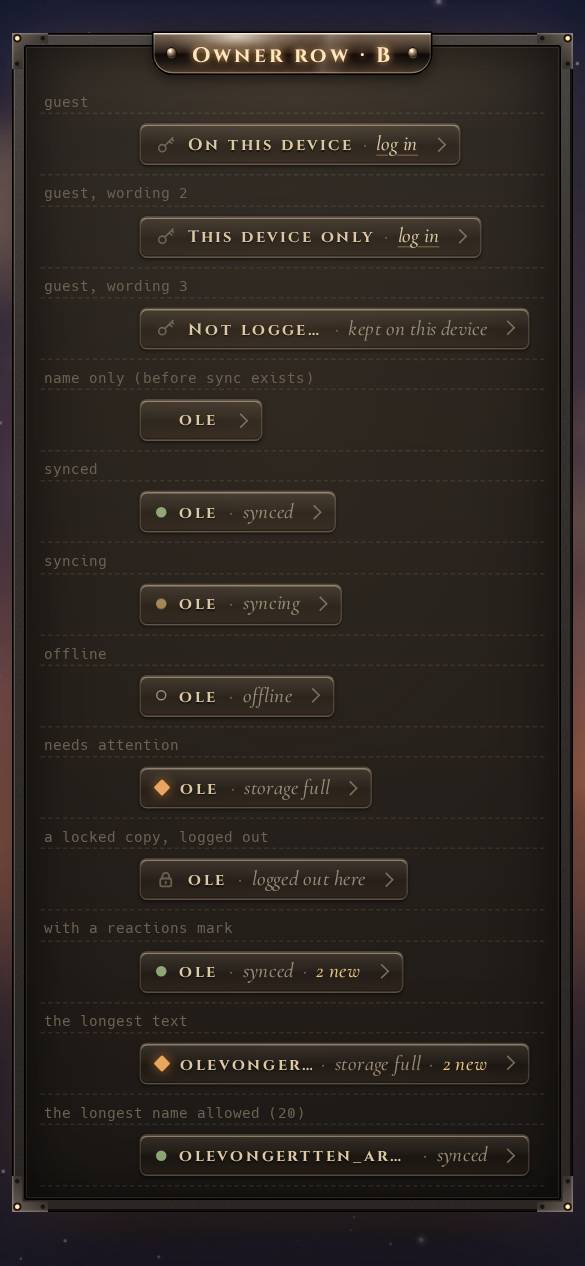 Owner row · B
guest
On this device · log in
guest, wording 2
This device only · log in
guest, wording 3
Not logge… · kept on this device
name only (before sync exists)
OLE
synced
OLE · synced
syncing
OLE · syncing
offline
OLE · offline
needs attention
OLE · storage full
a locked copy, logged out
OLE · logged out here
with a reactions mark
OLE · synced · 2 new
the longest text
OLEVONGER… · storage full · 2 new
the longest name allowed (20)
OLEVONGERTTEN_AR… · synced